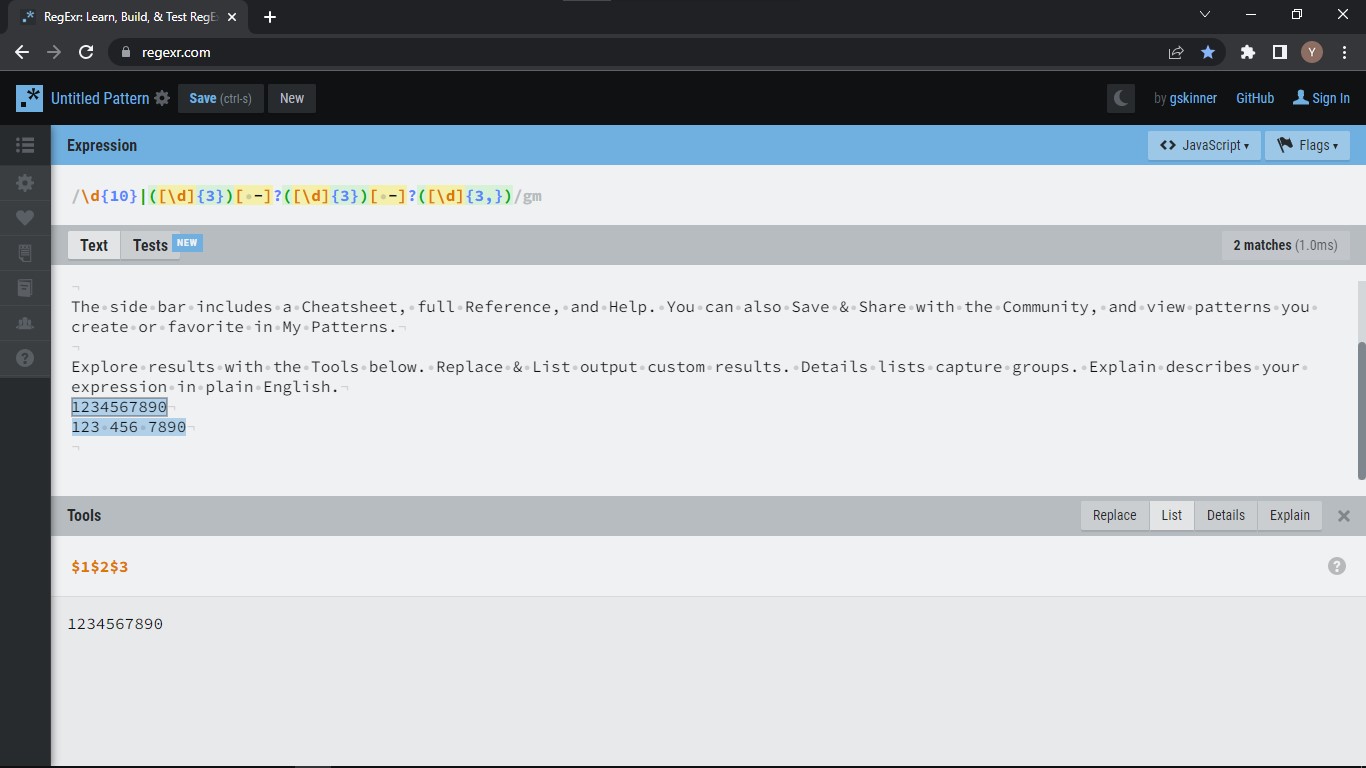 RegExr: Learn, Build, & Test RegE
regexr.com
Y
.*
Untitled Pattern
Save (ctrl-s)
New
by gskinner
GitHub
Sign In
Expression
<> JavaScript ▾
Flags ▾
/\d{10}|([\d]{3})[ -]?([\d]{3})[ -]?([\d]{3,})/gm
Text
Tests NEW
2 matches (1.0ms)
The side bar includes a Cheatsheet, full Reference, and Help. You can also Save & Share with the Community, and view patterns you
create or favorite in My Patterns.
Explore results with the Tools below. Replace & List output custom results. Details lists capture groups. Explain describes your
expression in plain English.
1234567890
123 456 7890
Tools
Replace
List
Details
Explain
$1$2$3
?
1234567890